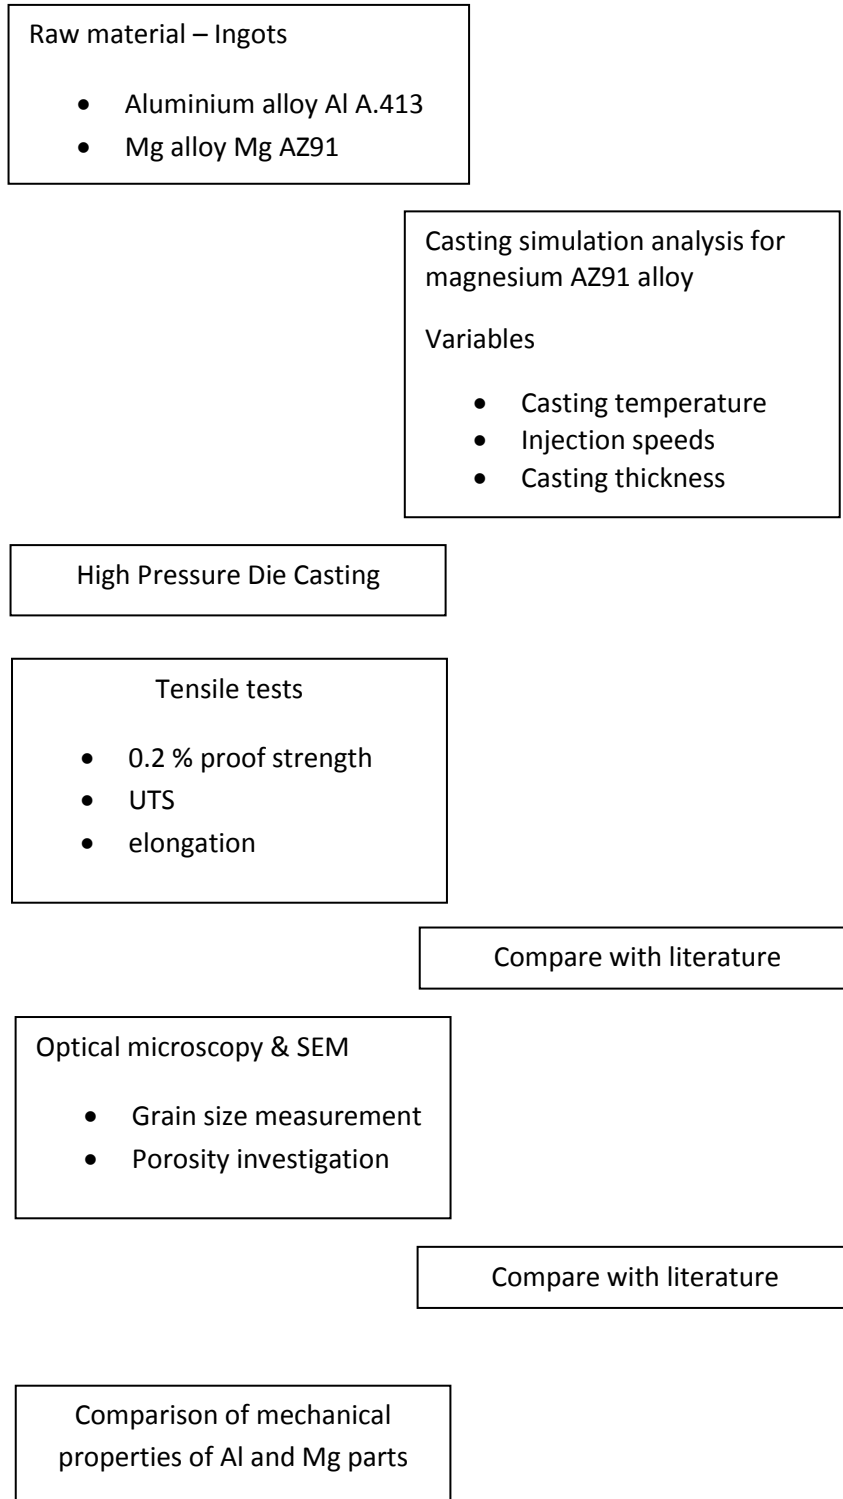 Raw material – Ingots
• Aluminium alloy Al A.413
• Mg alloy Mg AZ91
Casting simulation analysis for
magnesium AZ91 alloy
Variables
• Casting temperature
• Injection speeds
• Casting thickness
High Pressure Die Casting
Tensile tests
• 0.2 % proof strength
• UTS
• elongation
Compare with literature
Optical microscopy & SEM
• Grain size measurement
• Porosity investigation
Compare with literature
Comparison of mechanical
properties of Al and Mg parts